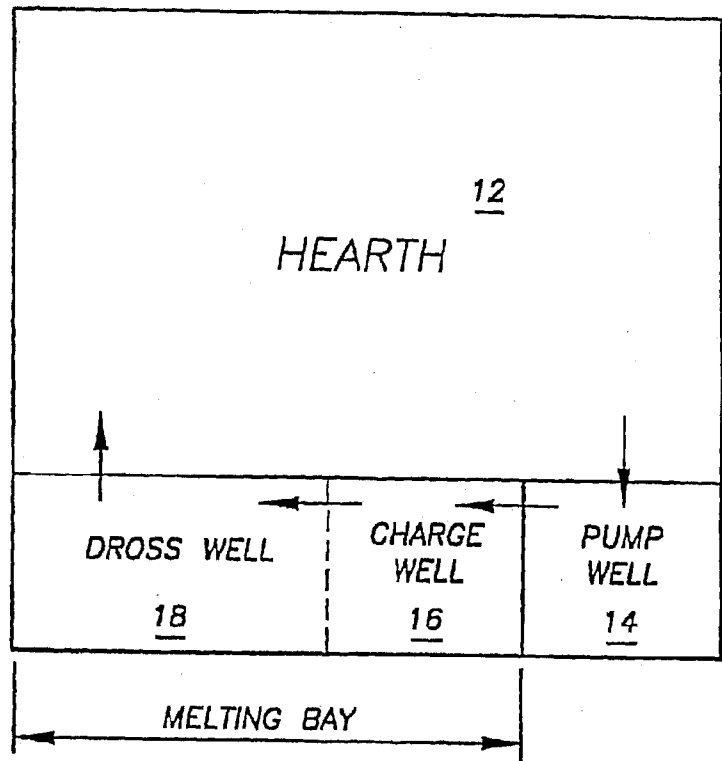 12
HEARTH
DROSS WELL
18
CHARGE
WELL
16
PUMP
WELL
14
MELTING BAY